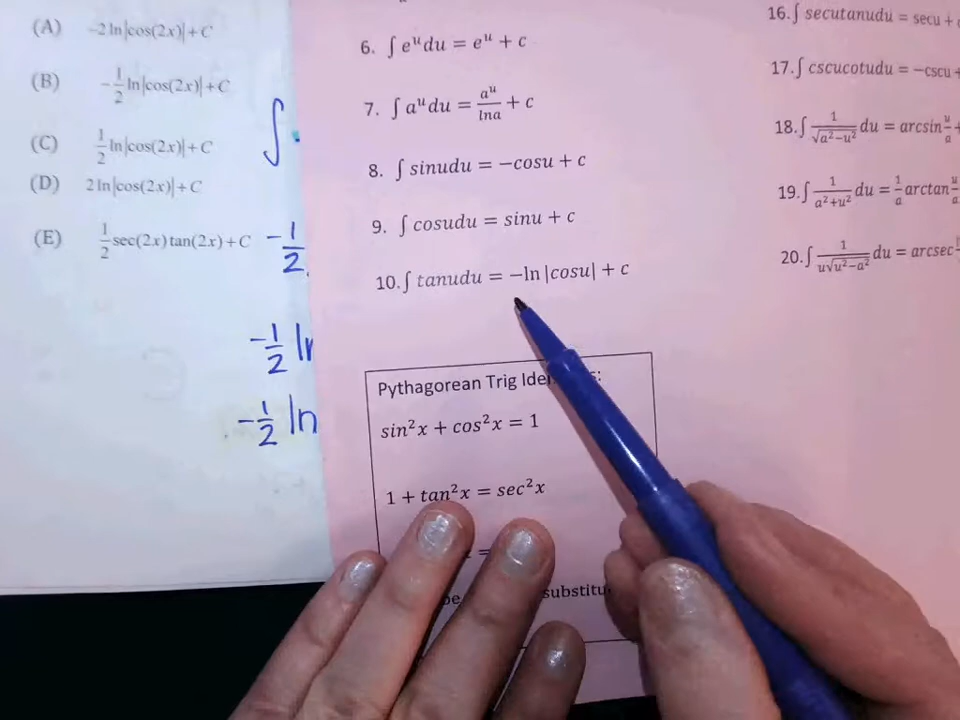 (A) -2 ln|cos(2x)| + C
(B) -1/2 ln|cos(2x)| + C
(C) 1/2 ln|cos(2x)| + C
(D) 2 ln|cos(2x)| + C
(E) 1/2 sec(2x) tan(2x) + C
∫
-1/2
-1/2 ln
-1/2 ln
6. ∫ e^u du = e^u + c
7. ∫ a^u du = a^u/lna + c
8. ∫ sinudu = -cosu + c
9. ∫ cosudu = sinu + c
10. ∫ tanudu = -ln |cosu| + c
Pythagorean Trig
sin²x + cos²x = 1
1 + tan²x = sec²x
=
16. ∫ secutanudu = secu +
17. ∫ cscucotudu = -cscu +
18. ∫ 1/√(a²-u²) du = arcsin u/a +
19. ∫ 1/(a²+u²) du = 1/a arctan u/a
20. ∫ 1/(u√(u²-a²)) du = arcsec